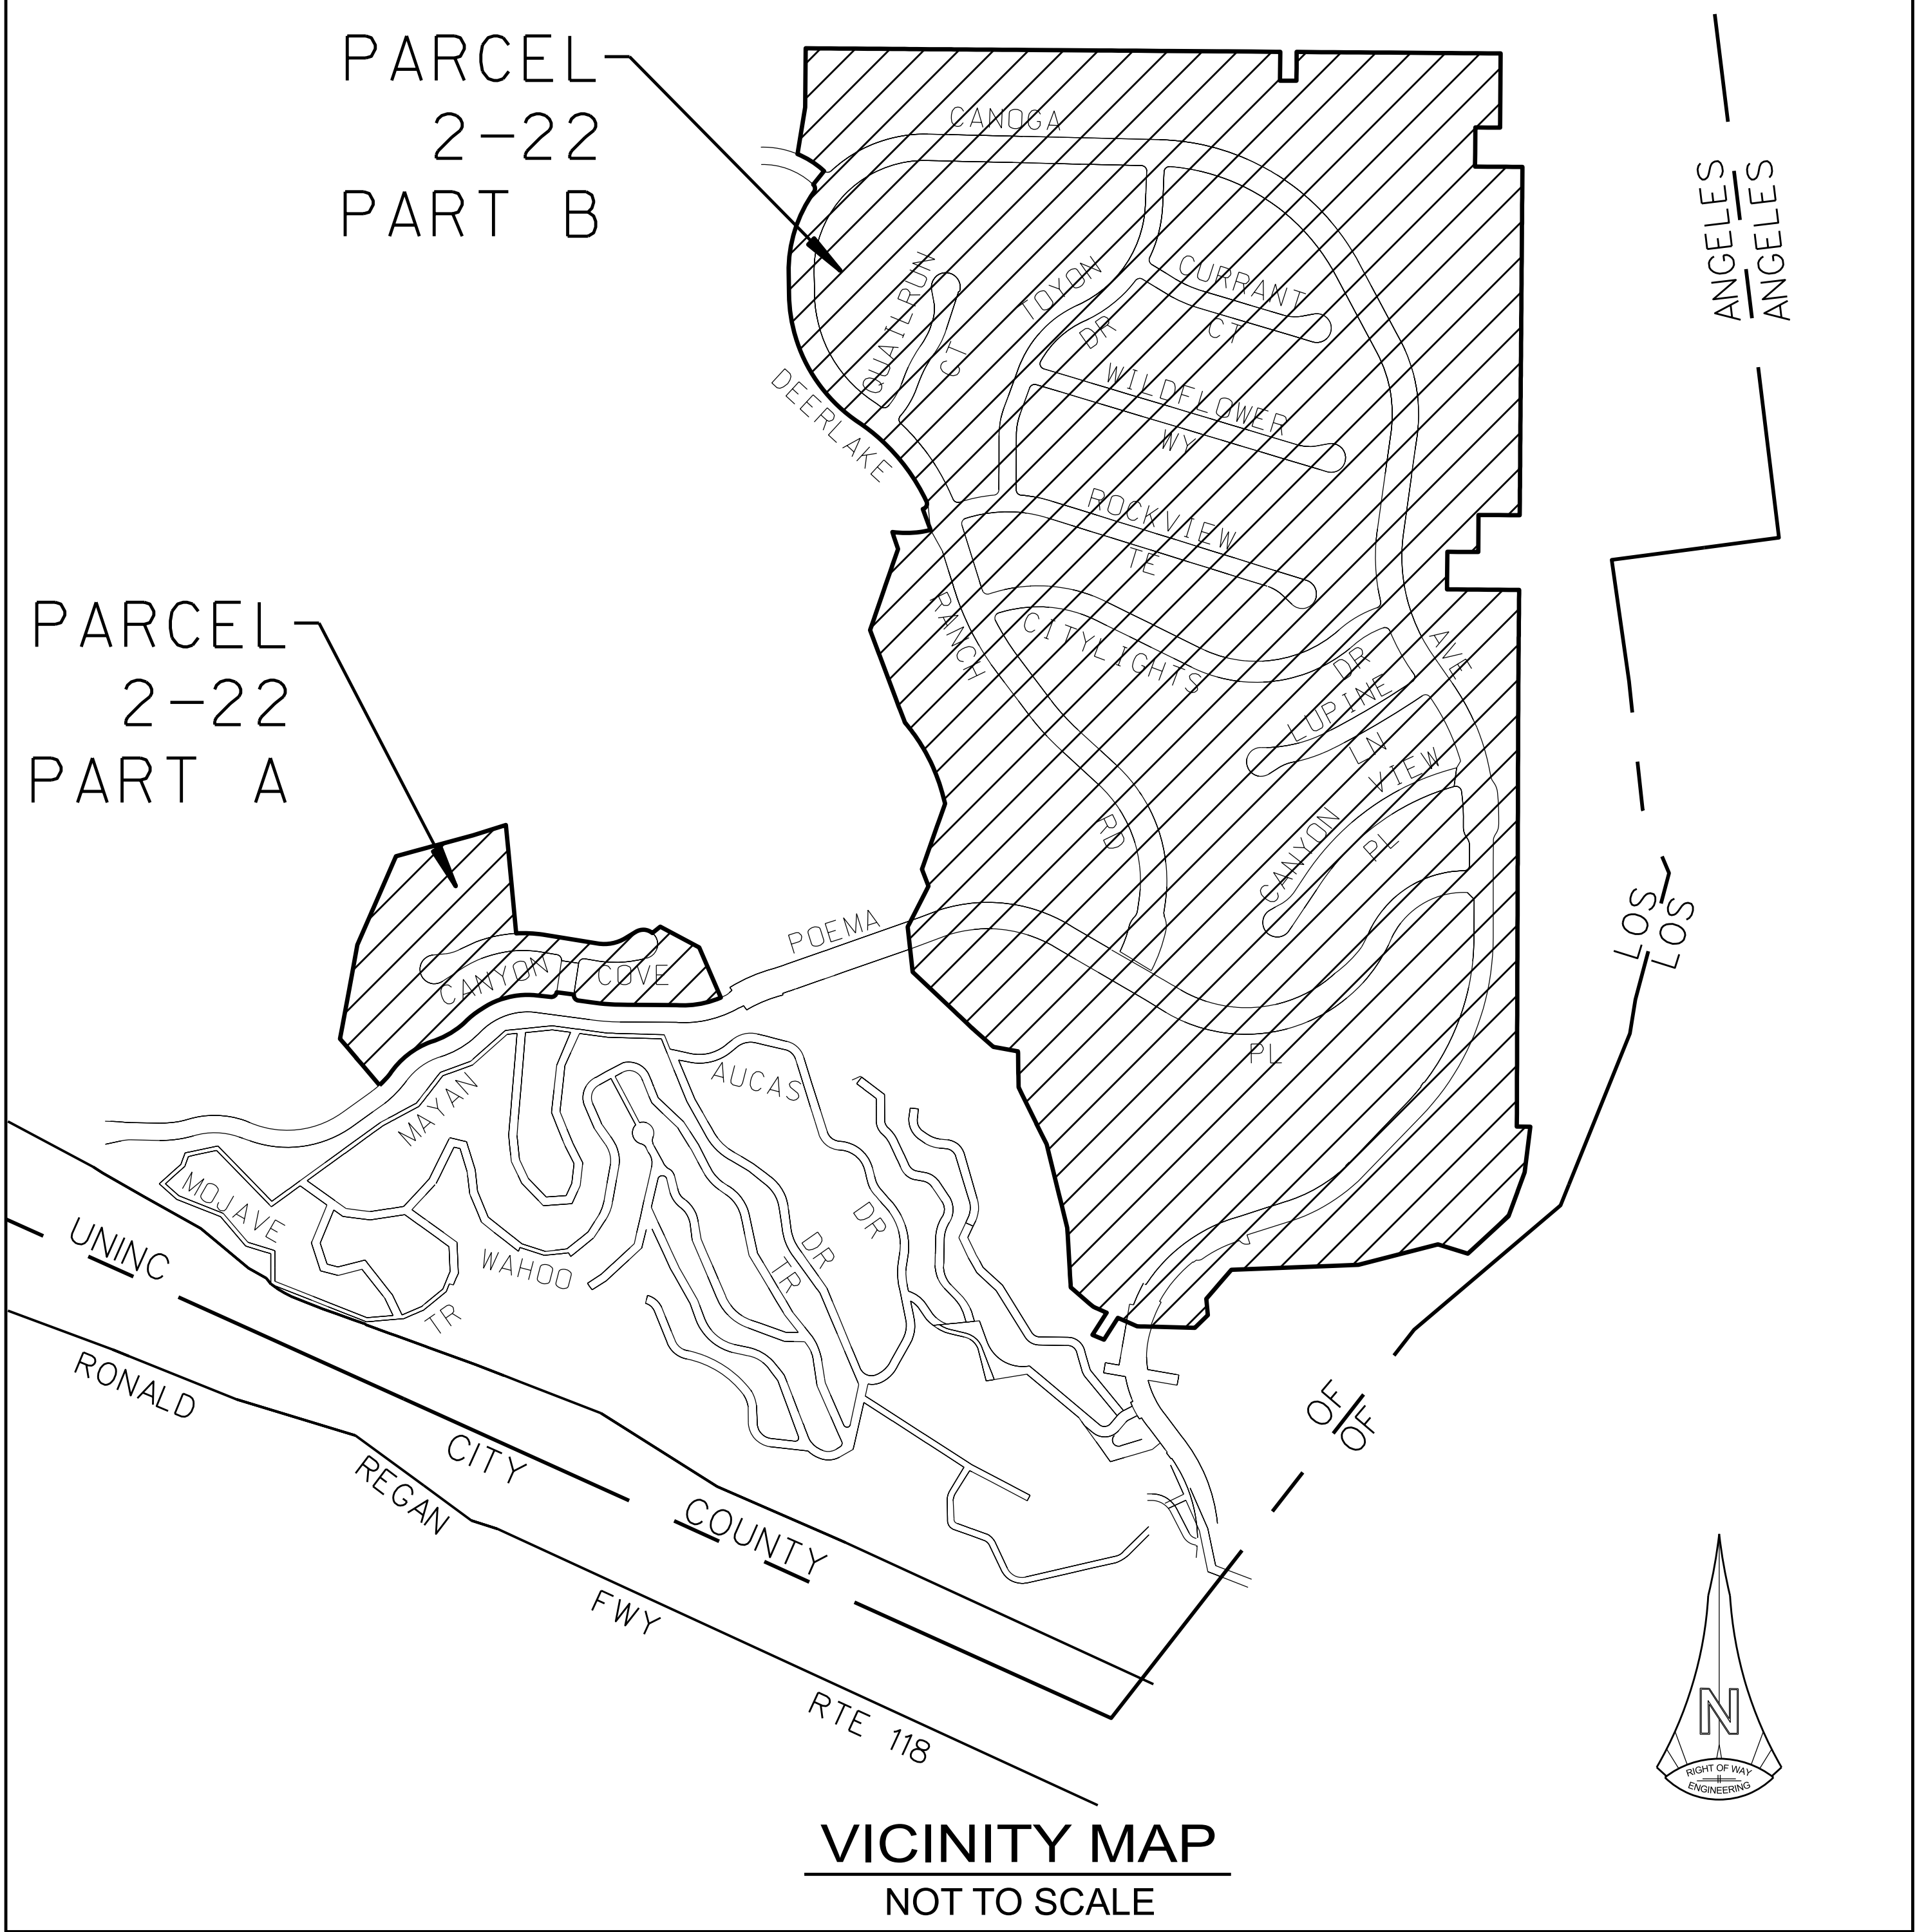 PARCEL
2-22
PART B
PARCEL
2-22
PART A
CANOGA
AVE
QUAILRUN
CT
TOYON
DR
CURRANT
CT
WILDFLOWER
WY
DEERLAKE
RANCH
RD
ROCKVIEW
TE
CITYLIGHTS
DR
LUPINE
LN
CANYON VIEW
PL
POEMA
PL
CANYON COVE
MAYAN
DR
AUCAS
DR
MOJAVE
TR
WAHOO
TR
UNINC
CITY
COUNTY
OF
OF
LOS
LOS
ANGELES
ANGELES
RONALD
REGAN
FWY
RTE 118
N
RIGHT OF WAY
ENGINEERING
VICINITY MAP
NOT TO SCALE